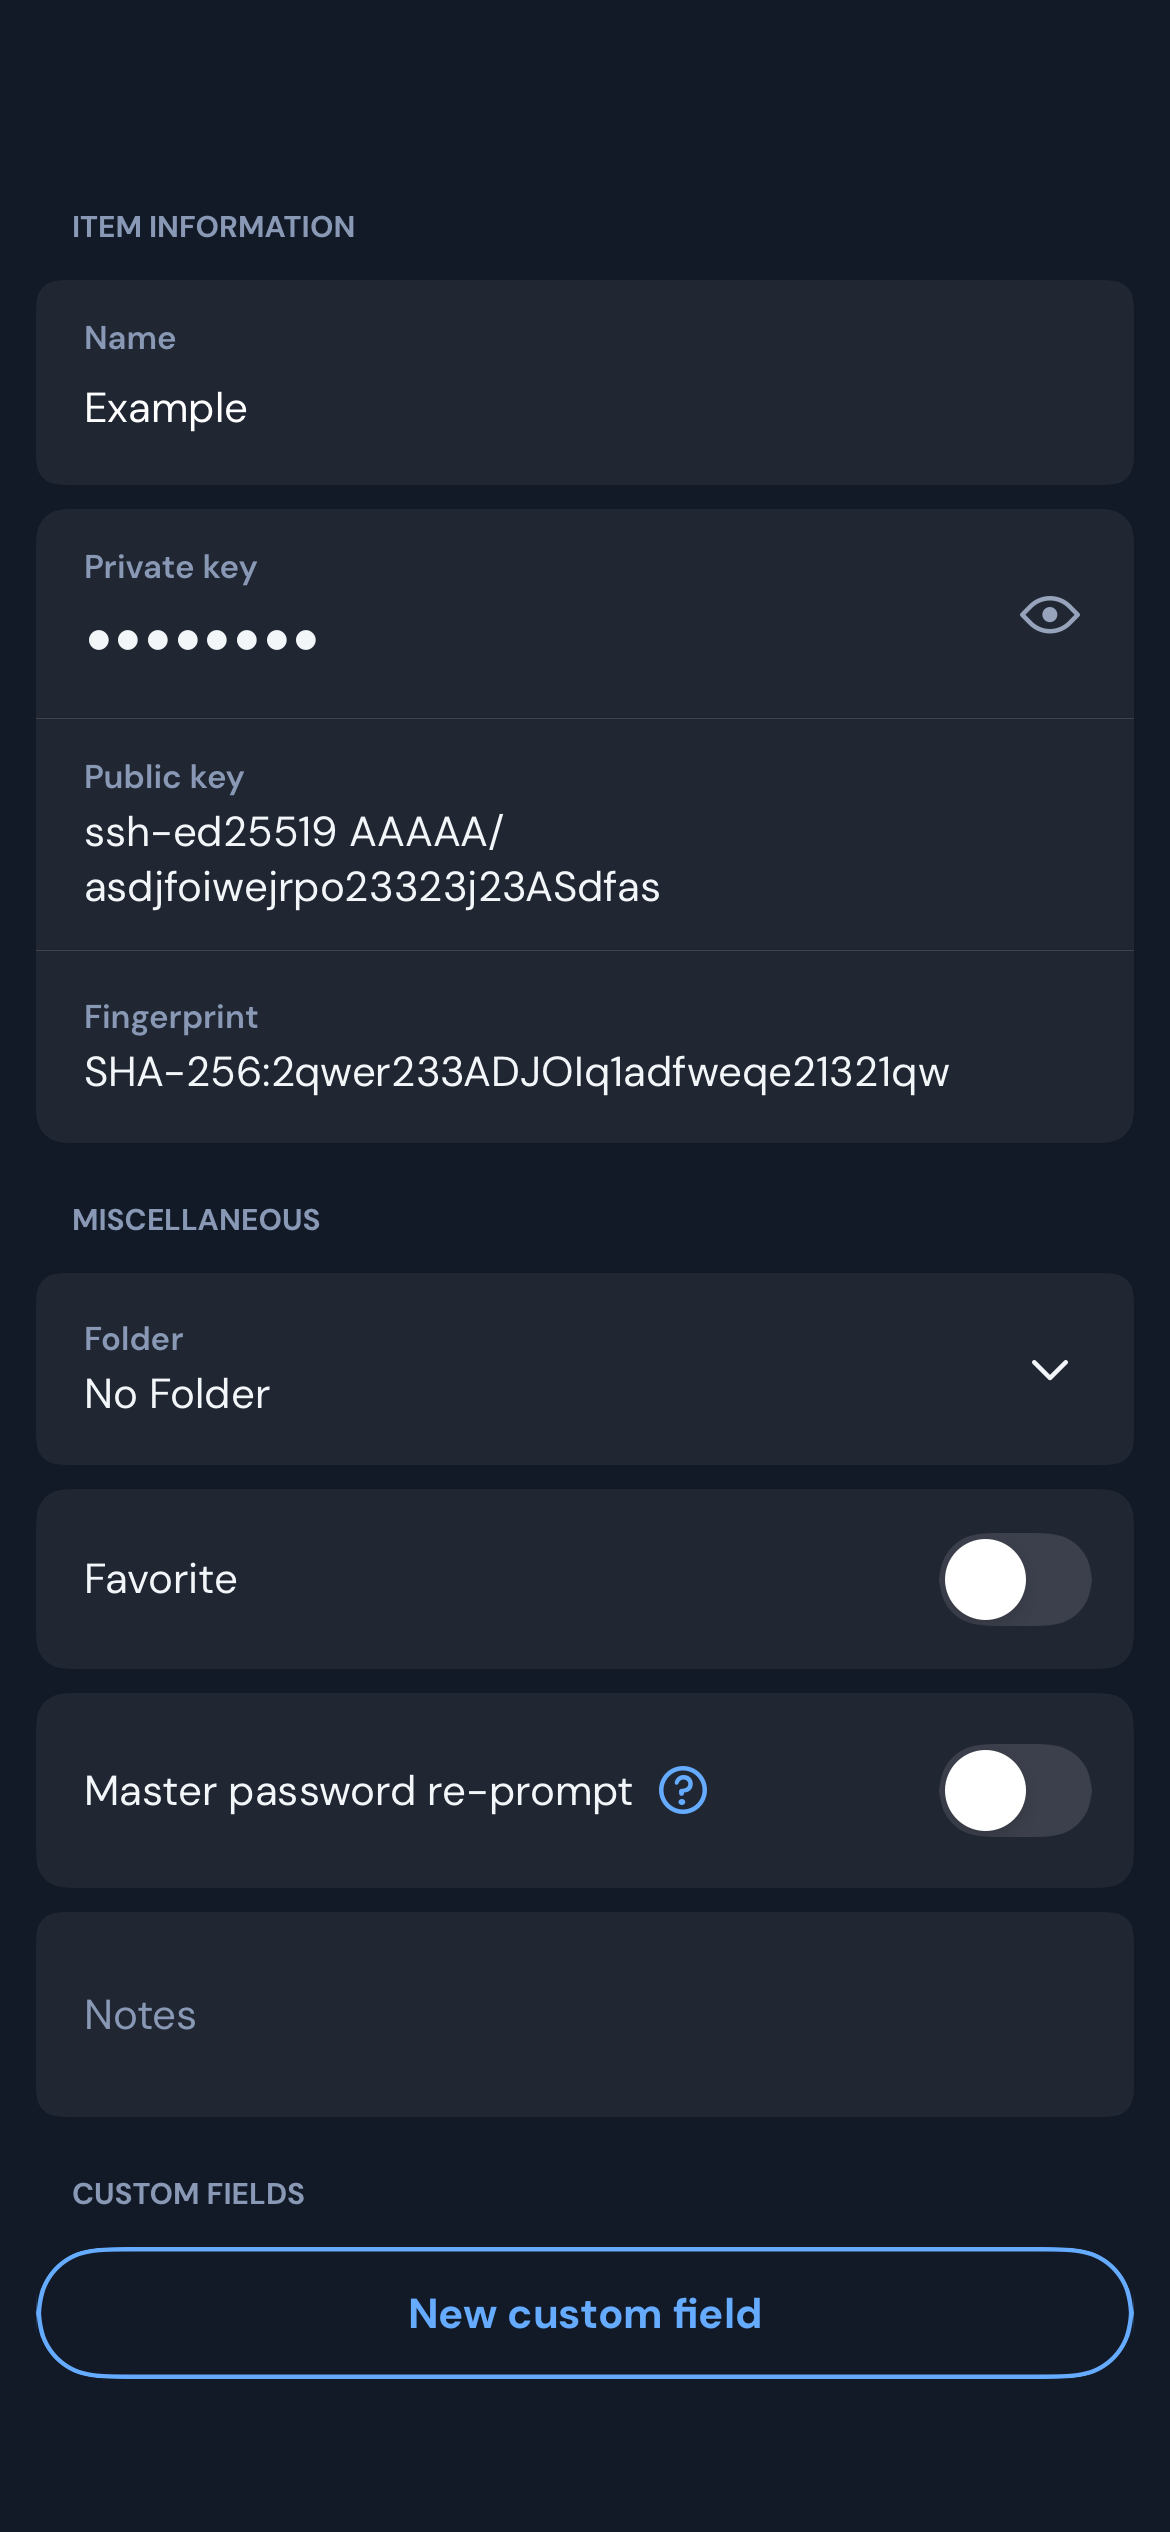 ITEM INFORMATION
Name
Example
Private key
●●●●●●●●
Public key
ssh-ed25519 AAAAA/
asdjfoiwejrpo23323j23ASdfas
Fingerprint
SHA-256:2qwer233ADJOIq1adfweqe21321qw
MISCELLANEOUS
Folder
No Folder
Favorite
Master password re-prompt
Notes
CUSTOM FIELDS
New custom field